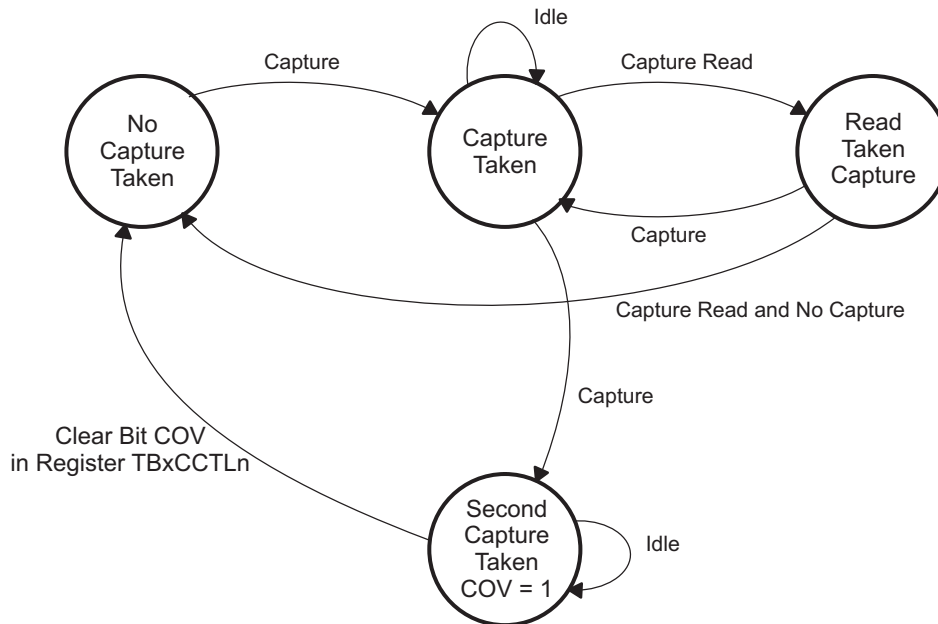 Idle
Capture
Capture Read
No
Capture
Taken
Capture
Taken
Read
Taken
Capture
Capture
Capture Read and No Capture
Capture
Clear Bit COV
in Register TBxCCTLn
Second
Capture
Taken
COV = 1
Idle